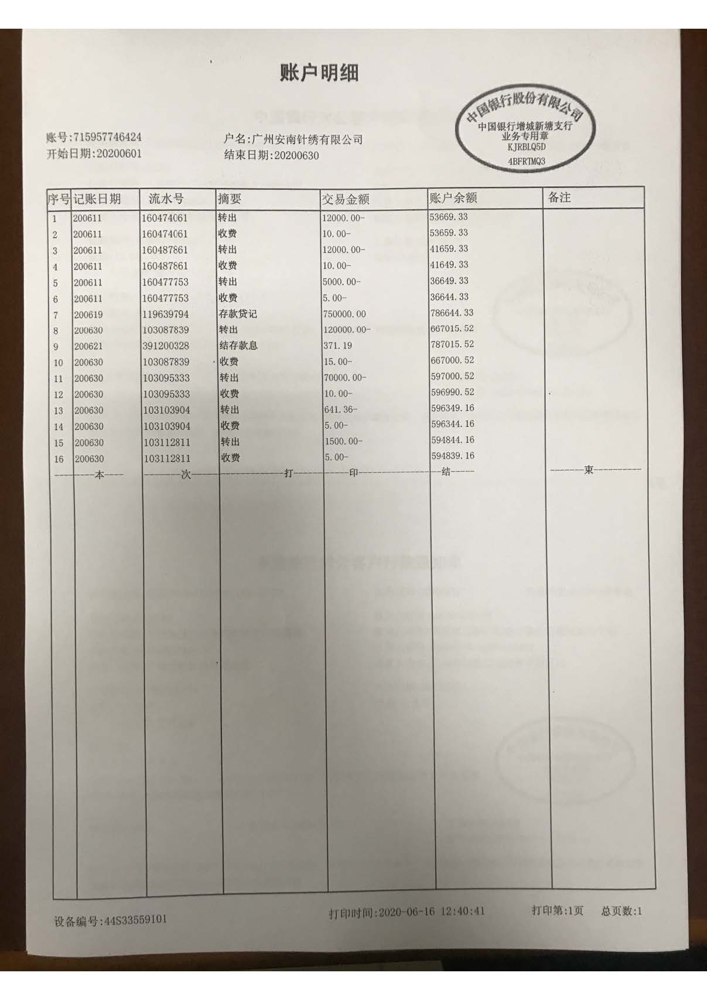 账户明细
中国银行股份有限公司
中国银行增城新塘支行
业务专用章
KJRBLQ5D
4BFRTMQ3
账号:715957746424 户名:广州安南针绣有限公司
开始日期:20200601 结束日期:20200630
序号 记账日期 流水号 摘要 交易金额 账户余额 备注
1 200611 160474061 转出 12000.00- 53669.33
2 200611 160474061 收费 10.00- 53659.33
3 200611 160487861 转出 12000.00- 41659.33
4 200611 160487861 收费 10.00- 41649.33
5 200611 160477753 转出 5000.00- 36649.33
6 200611 160477753 收费 5.00- 36644.33
7 200619 119639794 存款贷记 750000.00 786644.33
8 200630 103087839 转出 120000.00- 667015.52
9 200621 391200328 结存款息 371.19 787015.52
10 200630 103087839 收费 15.00- 667000.52
11 200630 103095333 转出 70000.00- 597000.52
12 200630 103095333 收费 10.00- 596990.52
13 200630 103103904 转出 641.36- 596349.16
14 200630 103103904 收费 5.00- 596344.16
15 200630 103112811 转出 1500.00- 594844.16
16 200630 103112811 收费 5.00- 594839.16
---------本---- --------次------------------打------------印------------------结----- -------束----------
设备编号:44S33559101 打印时间:2020-06-16 12:40:41 打印第:1页 总页数:1